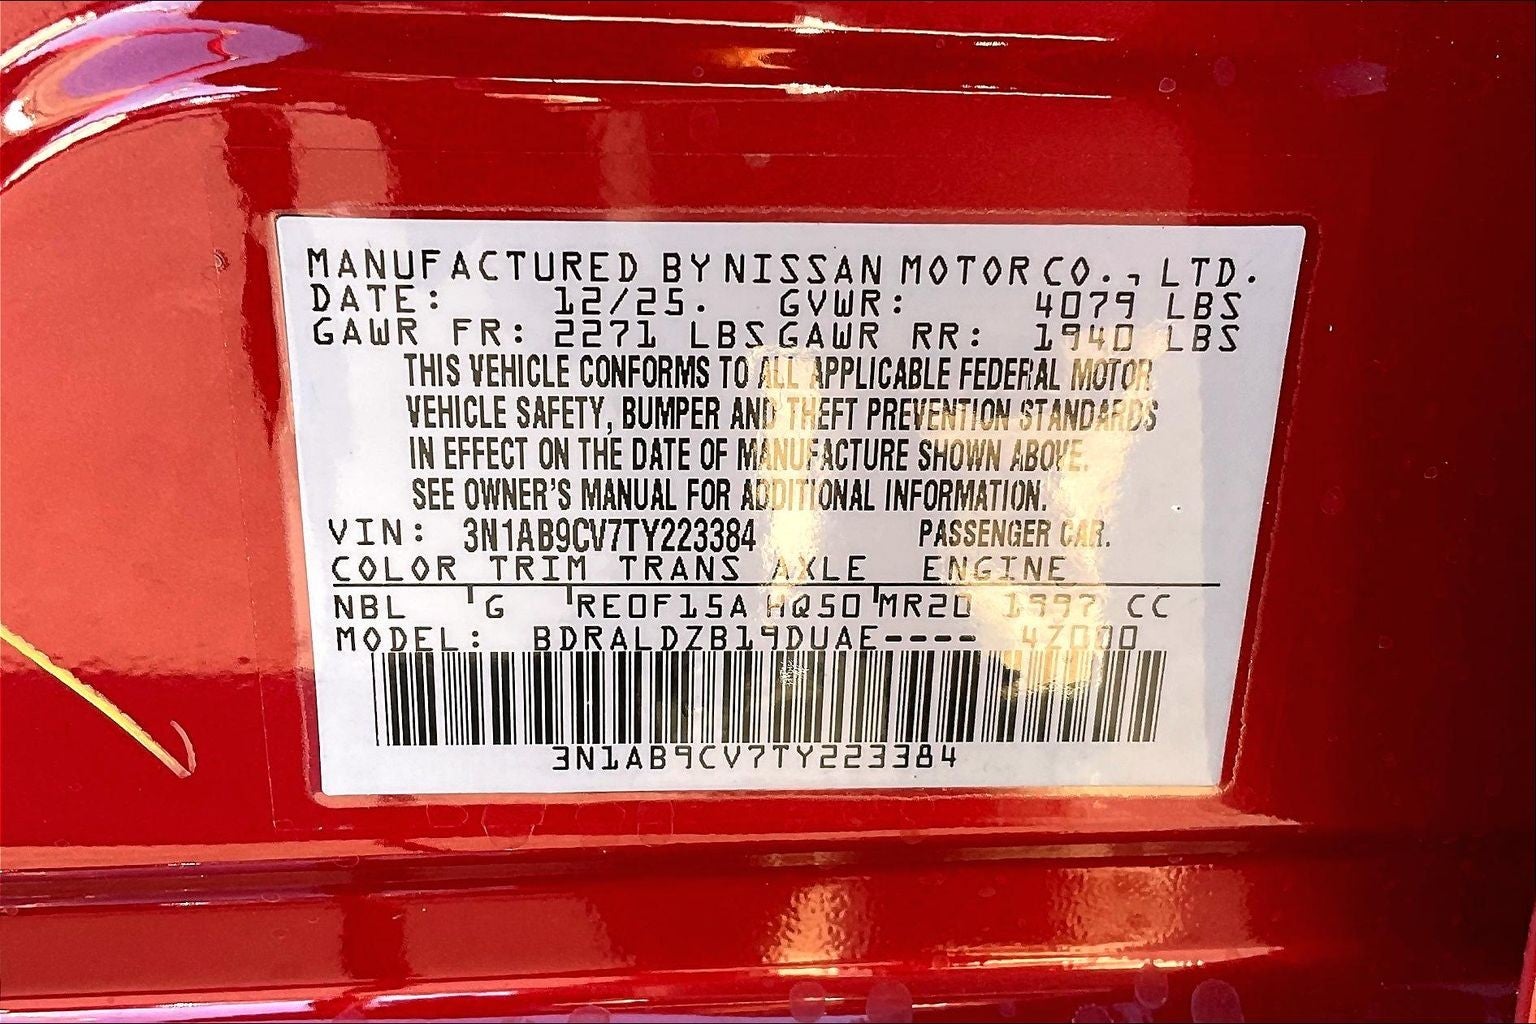 MANUFACTURED BY NISSAN MOTOR CO., LTD.
DATE: 12/25. GVWR: 4079 LBS
GAWR FR: 2271 LBS GAWR RR: 1940 LBS
THIS VEHICLE CONFORMS TO ALL APPLICABLE FEDERAL MOTOR
VEHICLE SAFETY, BUMPER AND THEFT PREVENTION STANDARDS
IN EFFECT ON THE DATE OF MANUFACTURE SHOWN ABOVE.
SEE OWNER'S MANUAL FOR ADDITIONAL INFORMATION.
VIN: 3N1AB9CV7TY223384 PASSENGER CAR.
COLOR TRIM TRANS AXLE ENGINE
NBL G RE0F15A HQ50 MR20 1997 CC
MODEL: BDRALDZB19DUAE---- 4Z000
3N1AB9CV7TY223384